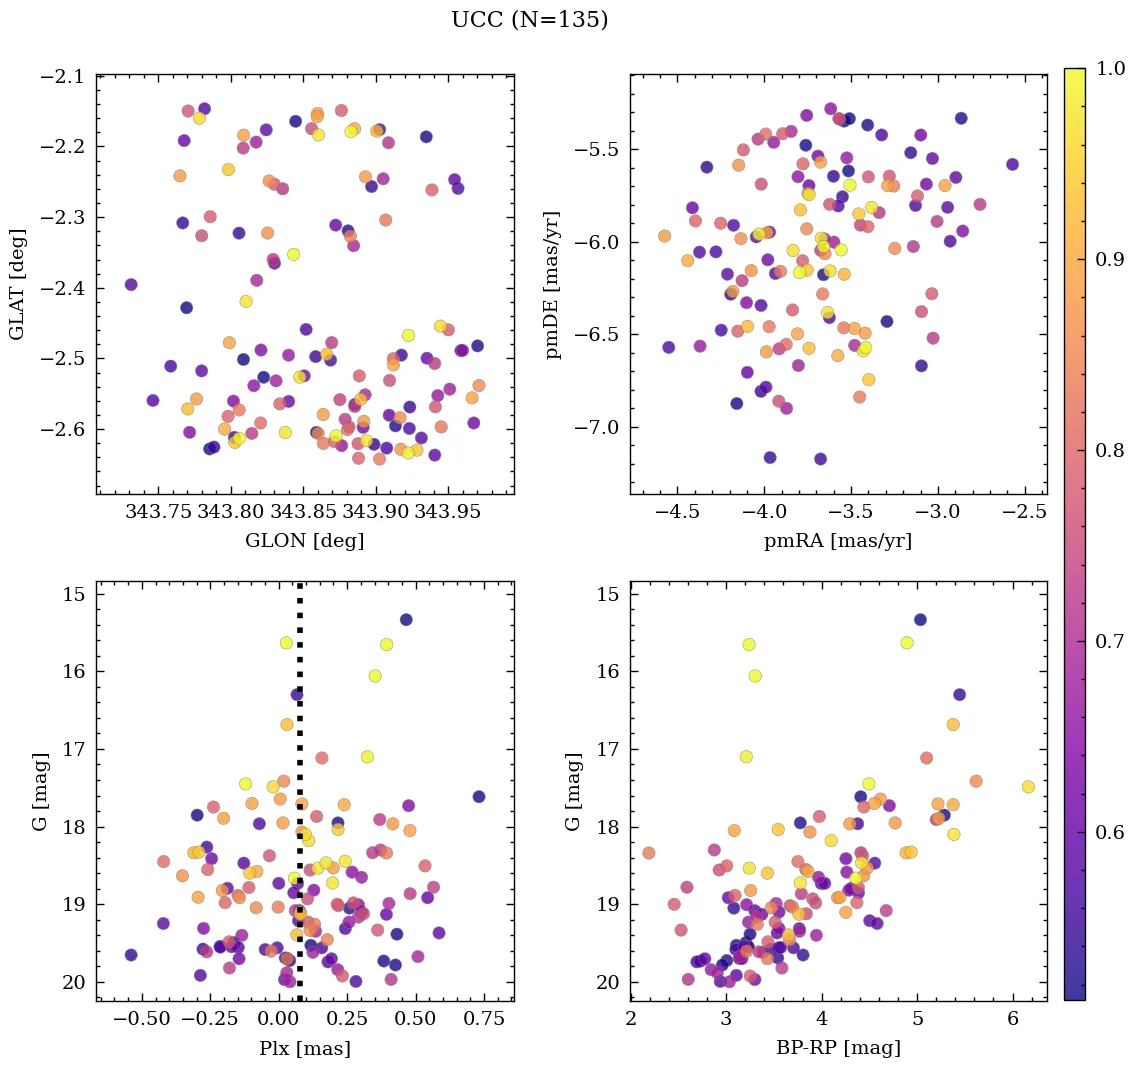 UCC (N=135)
−2.1
−2.2
−2.3
−2.4
−2.5
−2.6
GLAT [deg]
343.75 343.80 343.85 343.90 343.95
GLON [deg]
−5.5
−6.0
−6.5
−7.0
pmDE [mas/yr]
−4.5 −4.0 −3.5 −3.0 −2.5
pmRA [mas/yr]
1.0
0.9
0.8
0.7
0.6
15
16
17
18
19
20
G [mag]
−0.50 −0.25 0.00 0.25 0.50 0.75
Plx [mas]
15
16
17
18
19
20
G [mag]
2 3 4 5 6
BP-RP [mag]